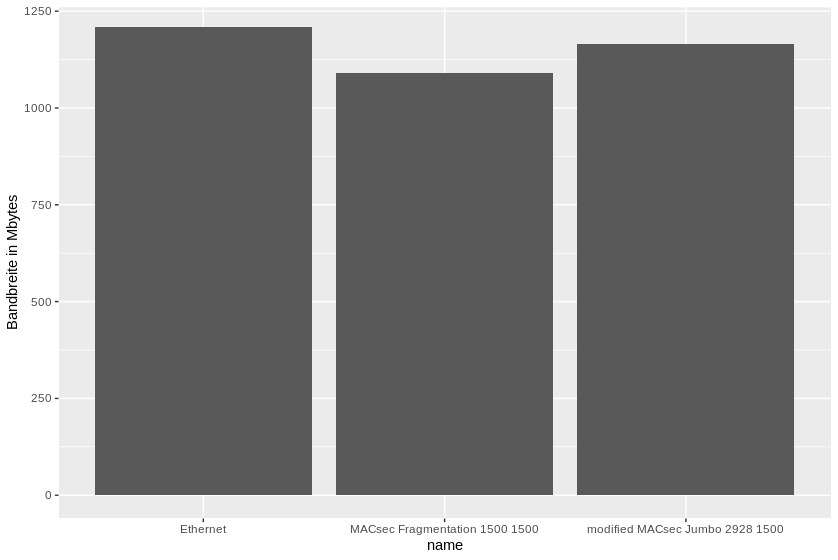 Bandbreite in Mbytes
1250
1000
750
500
250
0
Ethernet
MACsec Fragmentation 1500 1500
modified MACsec Jumbo 2928 1500
name